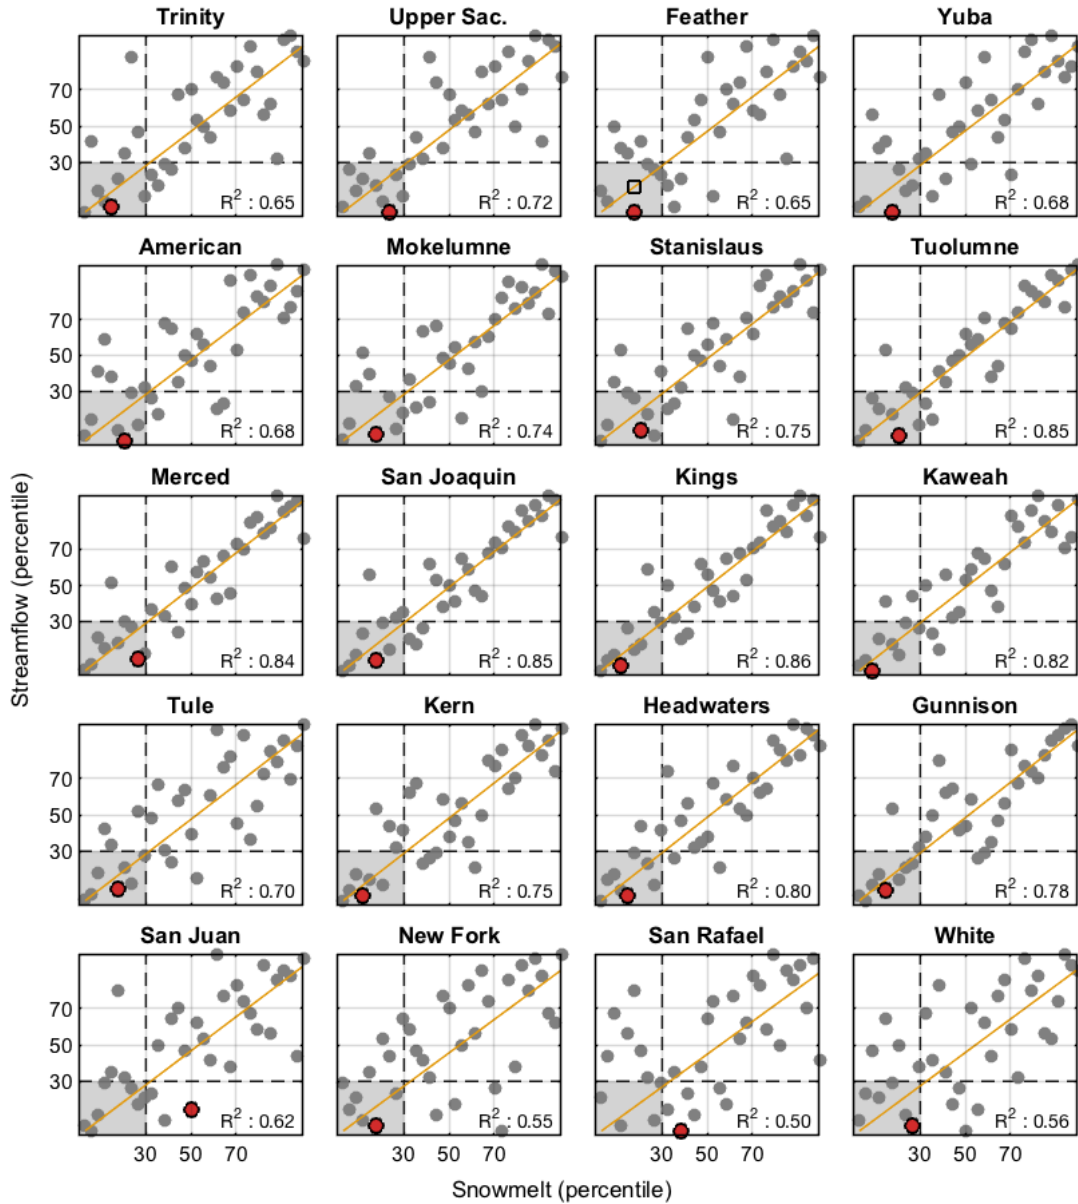 Trinity Upper Sac. Feather Yuba
70
50
30
R² : 0.65 R² : 0.72 R² : 0.65 R² : 0.68
American Mokelumne Stanislaus Tuolumne
70
50
30
R² : 0.68 R² : 0.74 R² : 0.75 R² : 0.85
Merced San Joaquin Kings Kaweah
70
50
30
R² : 0.84 R² : 0.85 R² : 0.86 R² : 0.82
Streamflow (percentile)
Tule Kern Headwaters Gunnison
70
50
30
R² : 0.70 R² : 0.75 R² : 0.80 R² : 0.78
San Juan New Fork San Rafael White
70
50
30
R² : 0.62 R² : 0.55 R² : 0.50 R² : 0.56
30 50 70 30 50 70 30 50 70 30 50 70
Snowmelt (percentile)